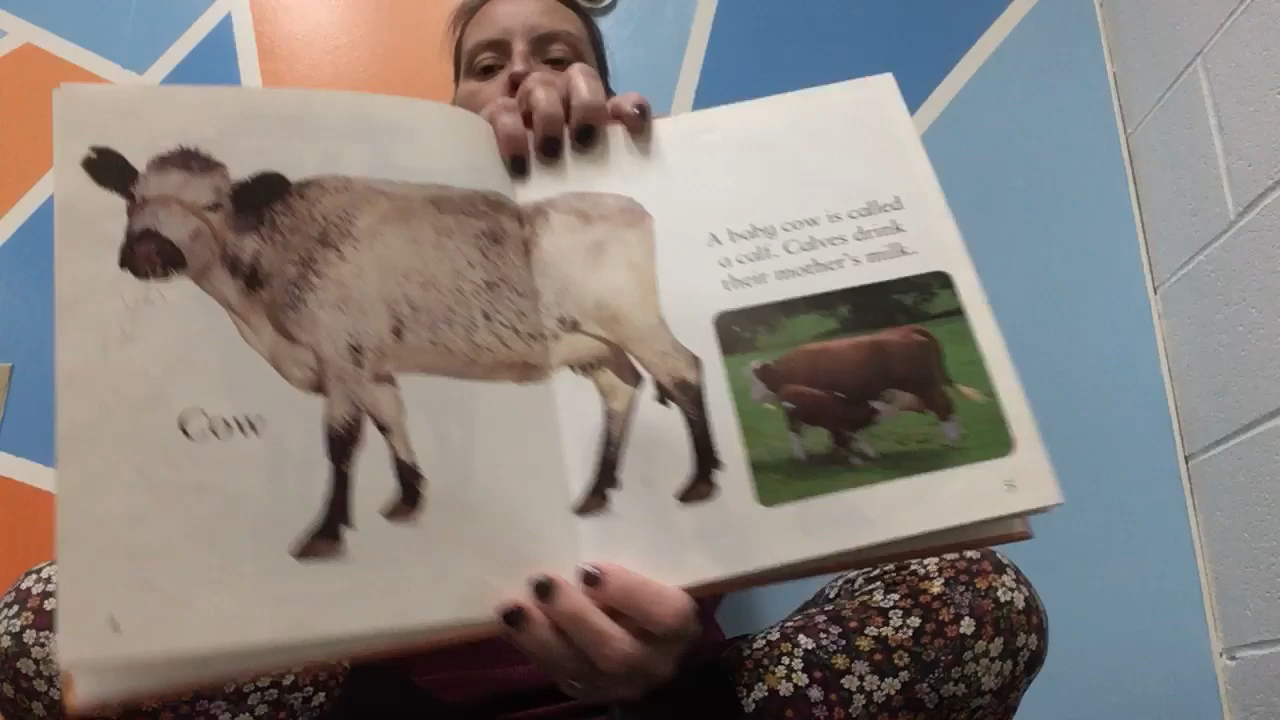 Cow
A baby cow is called
a calf. Calves drink
their mother's milk.